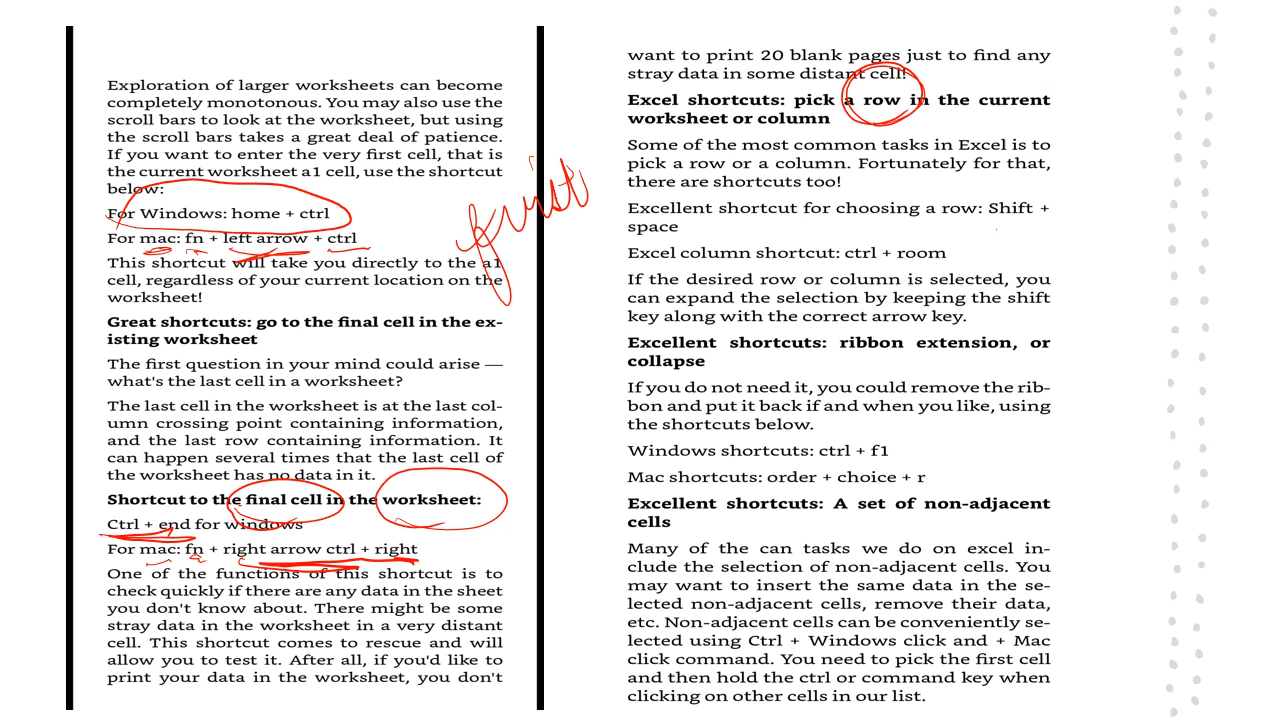 Exploration of larger worksheets can become
completely monotonous. You may also use the
scroll bars to look at the worksheet, but using
the scroll bars takes a great deal of patience.
If you want to enter the very first cell, that is
the current worksheet a1 cell, use the shortcut
below:
For Windows: home + ctrl
For mac: fn + left arrow + ctrl
This shortcut will take you directly to the a1
cell, regardless of your current location on the
worksheet!
Great shortcuts: go to the final cell in the ex-
isting worksheet
The first question in your mind could arise —
what's the last cell in a worksheet?
The last cell in the worksheet is at the last col-
umn crossing point containing information,
and the last row containing information. It
can happen several times that the last cell of
the worksheet has no data in it.
Shortcut to the final cell in the worksheet:
Ctrl + end for windows
For mac: fn + right arrow ctrl + right
One of the functions of this shortcut is to
check quickly if there are any data in the sheet
you don't know about. There might be some
stray data in the worksheet in a very distant
cell. This shortcut comes to rescue and will
allow you to test it. After all, if you'd like to
print your data in the worksheet, you don't
want to print 20 blank pages just to find any
stray data in some distant cell!
Excel shortcuts: pick a row in the current
worksheet or column
Some of the most common tasks in Excel is to
pick a row or a column. Fortunately for that,
there are shortcuts too!
Excellent shortcut for choosing a row: Shift +
space
Excel column shortcut: ctrl + room
If the desired row or column is selected, you
can expand the selection by keeping the shift
key along with the correct arrow key.
Excellent shortcuts: ribbon extension, or
collapse
If you do not need it, you could remove the rib-
bon and put it back if and when you like, using
the shortcuts below.
Windows shortcuts: ctrl + f1
Mac shortcuts: order + choice + r
Excellent shortcuts: A set of non-adjacent
cells
Many of the can tasks we do on excel in-
clude the selection of non-adjacent cells. You
may want to insert the same data in the se-
lected non-adjacent cells, remove their data,
etc. Non-adjacent cells can be conveniently se-
lected using Ctrl + Windows click and + Mac
click command. You need to pick the first cell
and then hold the ctrl or command key when
clicking on other cells in our list.